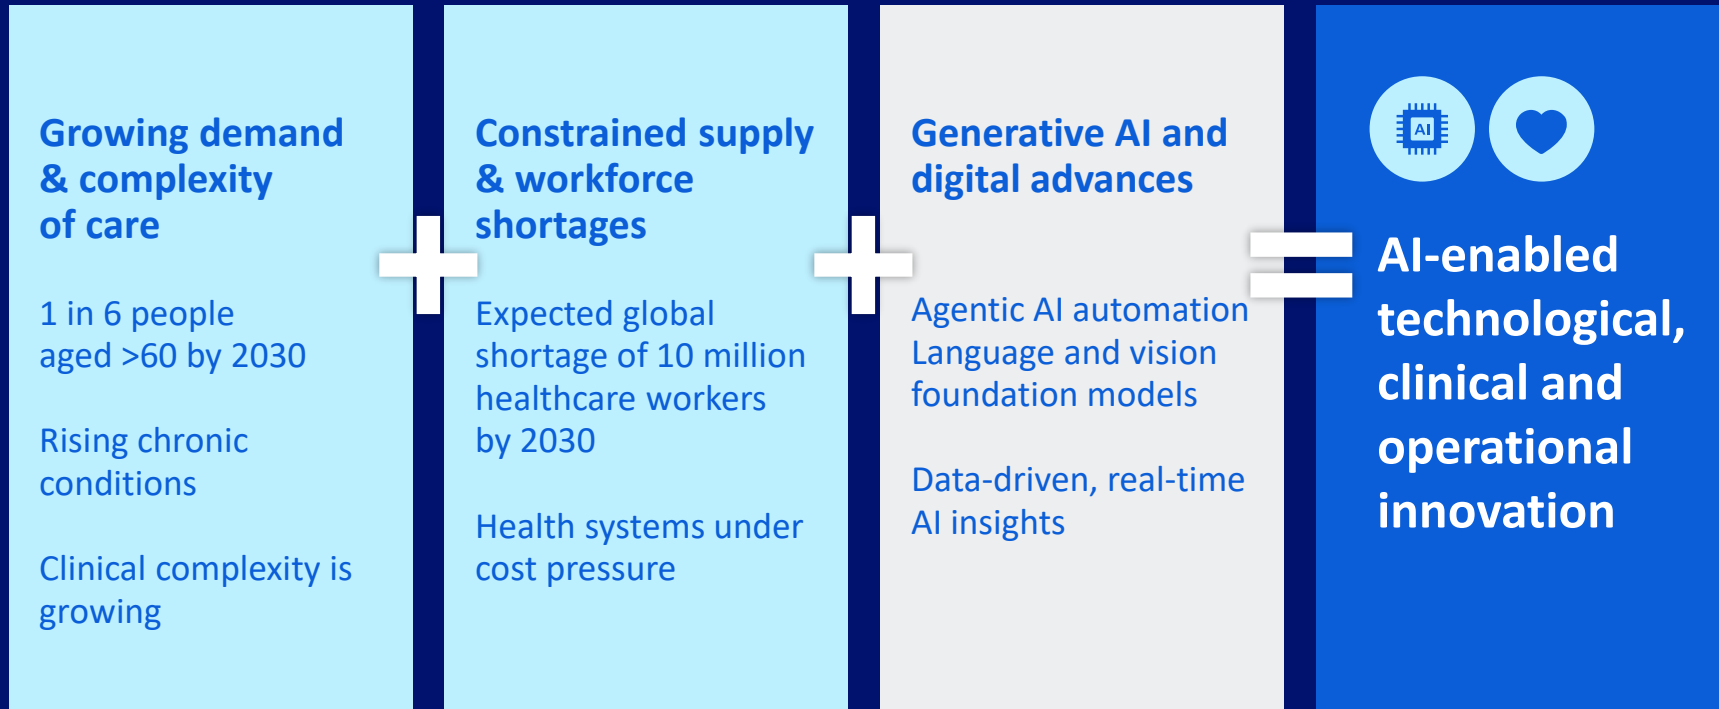 Growing demand
& complexity
of care
1 in 6 people
aged >60 by 2030
Rising chronic
conditions
Clinical complexity is
growing
Constrained supply
& workforce
shortages
Expected global
shortage of 10 million
healthcare workers
by 2030
Health systems under
cost pressure
Generative AI and
digital advances
Agentic AI automation
Language and vision
foundation models
Data-driven, real-time
AI insights
AI
AI-enabled
technological,
clinical and
operational
innovation